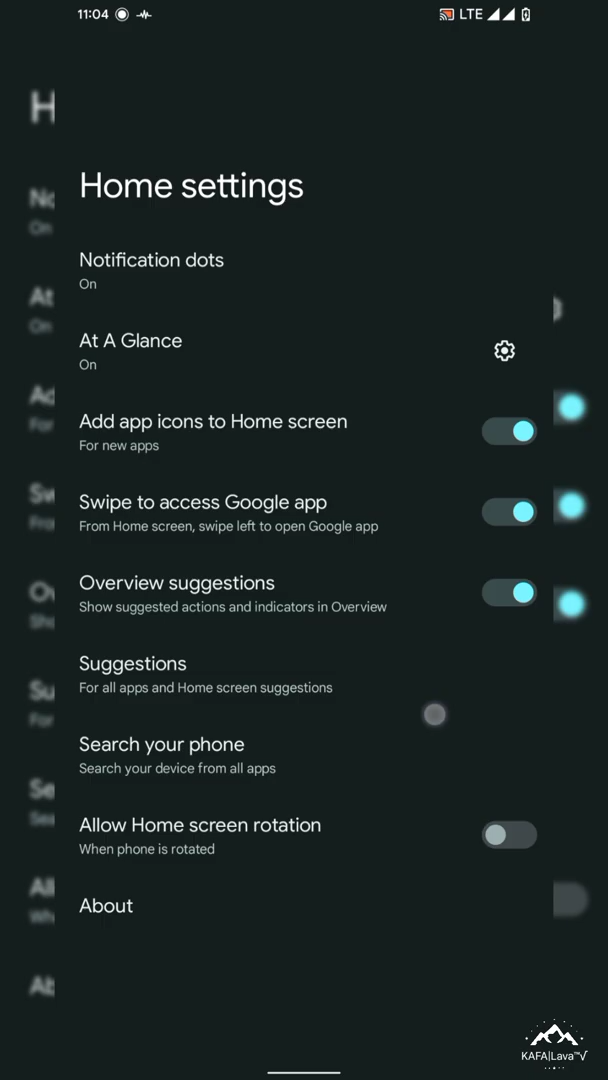 11:04
LTE
Home settings
Notification dots
On
At A Glance
On
Add app icons to Home screen
For new apps
Swipe to access Google app
From Home screen, swipe left to open Google app
Overview suggestions
Show suggested actions and indicators in Overview
Suggestions
For all apps and Home screen suggestions
Search your phone
Search your device from all apps
Allow Home screen rotation
When phone is rotated
About
KAFA|Lava™√